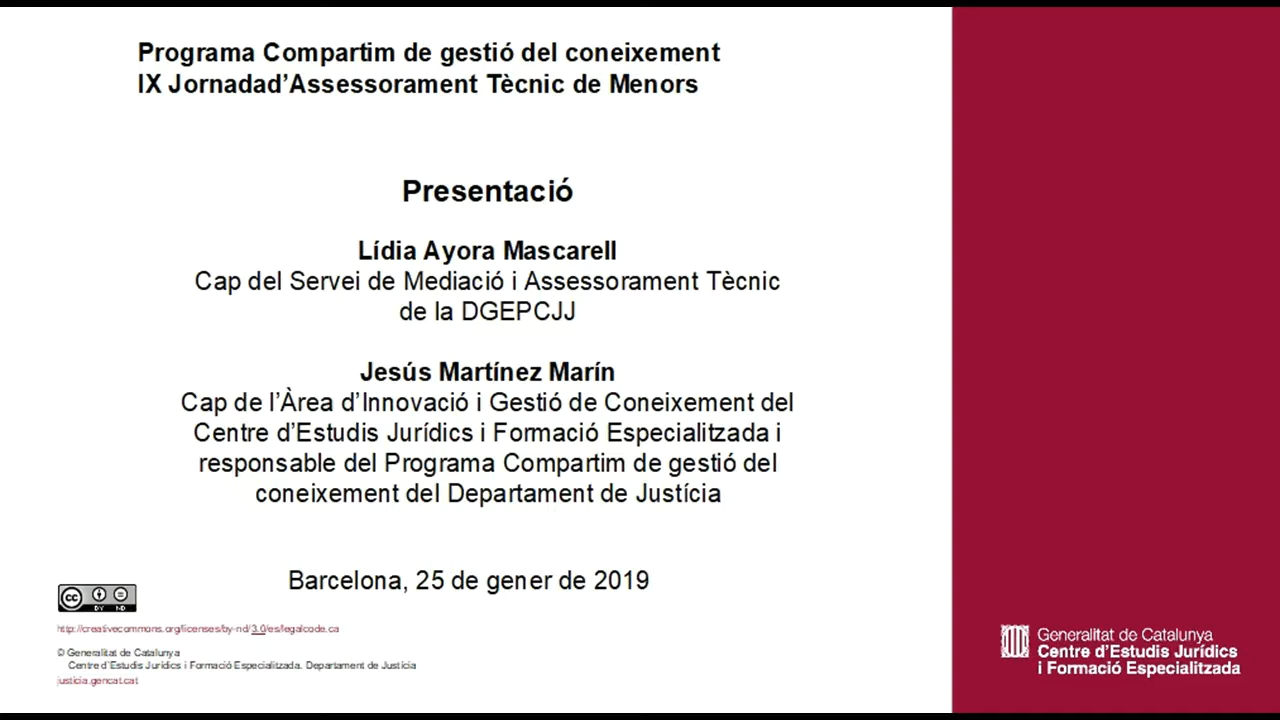 Programa Compartim de gestió del coneixement
IX Jornadad’Assessorament Tècnic de Menors
Presentació
Lídia Ayora Mascarell
Cap del Servei de Mediació i Assessorament Tècnic
de la DGEPCJJ
Jesús Martínez Marín
Cap de l’Àrea d’Innovació i Gestió de Coneixement del
Centre d’Estudis Jurídics i Formació Especialitzada i
responsable del Programa Compartim de gestió del
coneixement del Departament de Justícia
Barcelona, 25 de gener de 2019
cc BY ND
http://creativecommons.org/licenses/by-nd/3.0/es/legalcode.ca
© Generalitat de Catalunya
Centre d’Estudis Jurídics i Formació Especialitzada. Departament de Justícia
justicia.gencat.cat
Generalitat de Catalunya
Centre d’Estudis Jurídics
i Formació Especialitzada